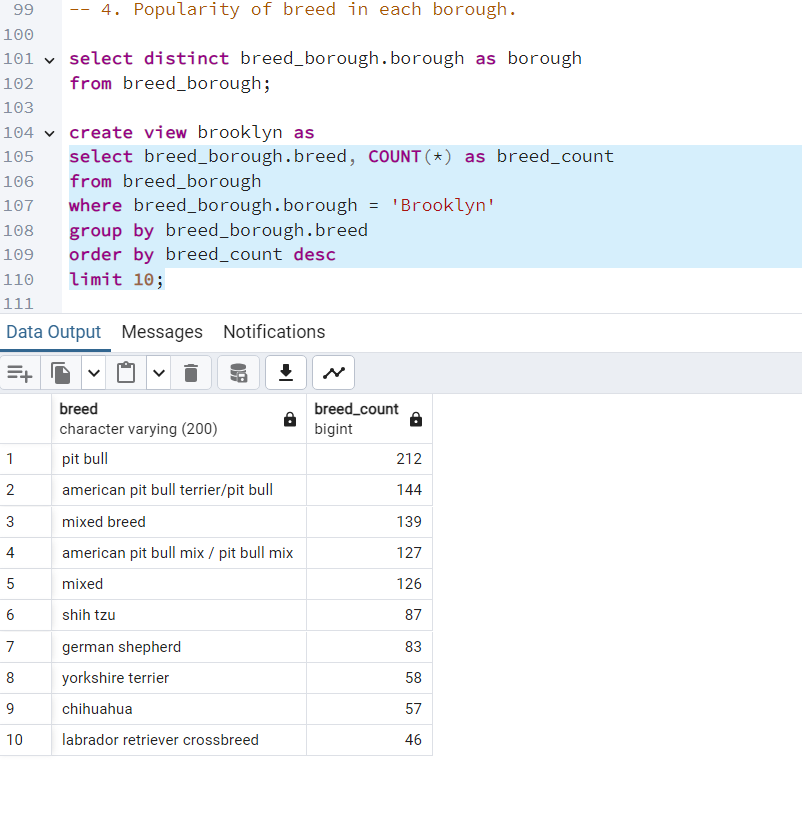 99 -- 4. Popularity of breed in each borough.
100
101 select distinct breed_borough.borough as borough
102 from breed_borough;
103
104 create view brooklyn as
105 select breed_borough.breed, COUNT(*) as breed_count
106 from breed_borough
107 where breed_borough.borough = 'Brooklyn'
108 group by breed_borough.breed
109 order by breed_count desc
110 limit 10;
111
Data Output Messages Notifications
breed breed_count
character varying (200) bigint
1 pit bull 212
2 american pit bull terrier/pit bull 144
3 mixed breed 139
4 american pit bull mix / pit bull mix 127
5 mixed 126
6 shih tzu 87
7 german shepherd 83
8 yorkshire terrier 58
9 chihuahua 57
10 labrador retriever crossbreed 46